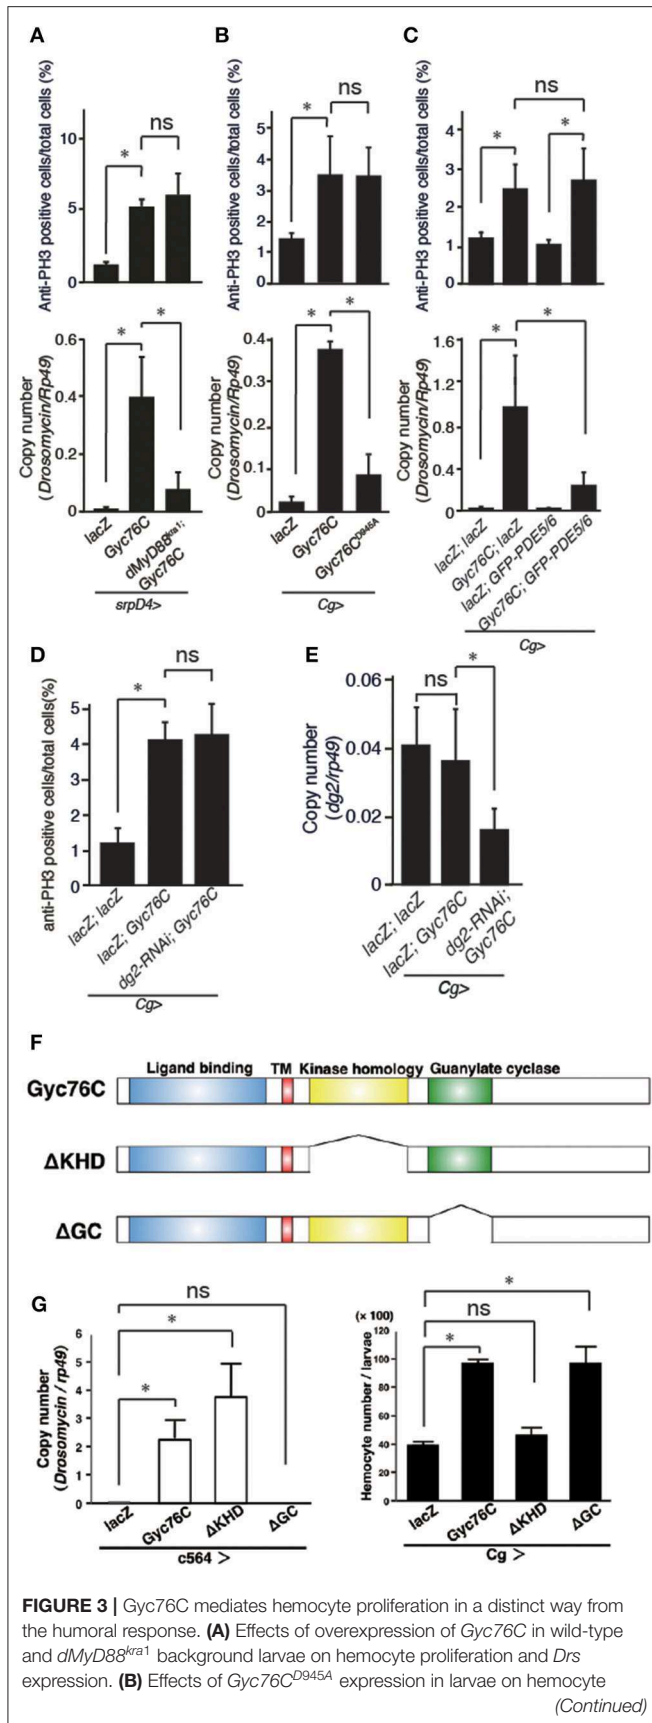 A
Anti-PH3 positive cells/total cells (%)
10
5
0
*
ns
Copy number
(Drosomycin/Rp49)
0.6
0.4
0.2
0.0
*
*
lacZ
Gyc76C
dMyD88kra1;
Gyc76C
srpD4>
B
Anti-PH3 positive cells/total cells (%)
5
4
3
2
1
0
*
ns
Copy number
(Drosomycin/Rp49)
0.4
0.3
0.2
0.1
0
*
*
lacZ
Gyc76C
Gyc76CD945A
Cg>
C
Anti-PH3 positive cells/total cells (%)
4
3
2
1
0
ns
*
*
Copy number
(Drosomycin/Rp49)
1.6
1.2
0.8
0.4
0.0
*
*
lacZ; lacZ
Gyc76C; lacZ
lacZ; GFP-PDE5/6
Gyc76C; GFP-PDE5/6
Cg>
D
anti-PH3 positive cells/total cells(%)
5
4
3
2
1
0
*
ns
lacZ; lacZ
lacZ; Gyc76C
dg2-RNAi; Gyc76C
Cg>
E
Copy number
(dg2/rp49)
0.06
0.04
0.02
0
ns
*
lacZ; lacZ
lacZ; Gyc76C
dg2-RNAi;
Gyc76C
Cg>
F
Ligand binding TM Kinase homology Guanylate cyclase
Gyc76C
ΔKHD
ΔGC
G
Copy number
(Drosomycin / rp49)
6
5
4
3
2
1
0
ns
*
*
lacZ
Gyc76C
ΔKHD
ΔGC
c564 >
(× 100)
Hemocyte number / larvae
120
100
80
60
40
20
0
*
ns
*
lacZ
Gyc76C
ΔKHD
ΔGC
Cg >
FIGURE 3 | Gyc76C mediates hemocyte proliferation in a distinct way from
the humoral response. (A) Effects of overexpression of Gyc76C in wild-type
and dMyD88kra1 background larvae on hemocyte proliferation and Drs
expression. (B) Effects of Gyc76CD945A expression in larvae on hemocyte
(Continued)